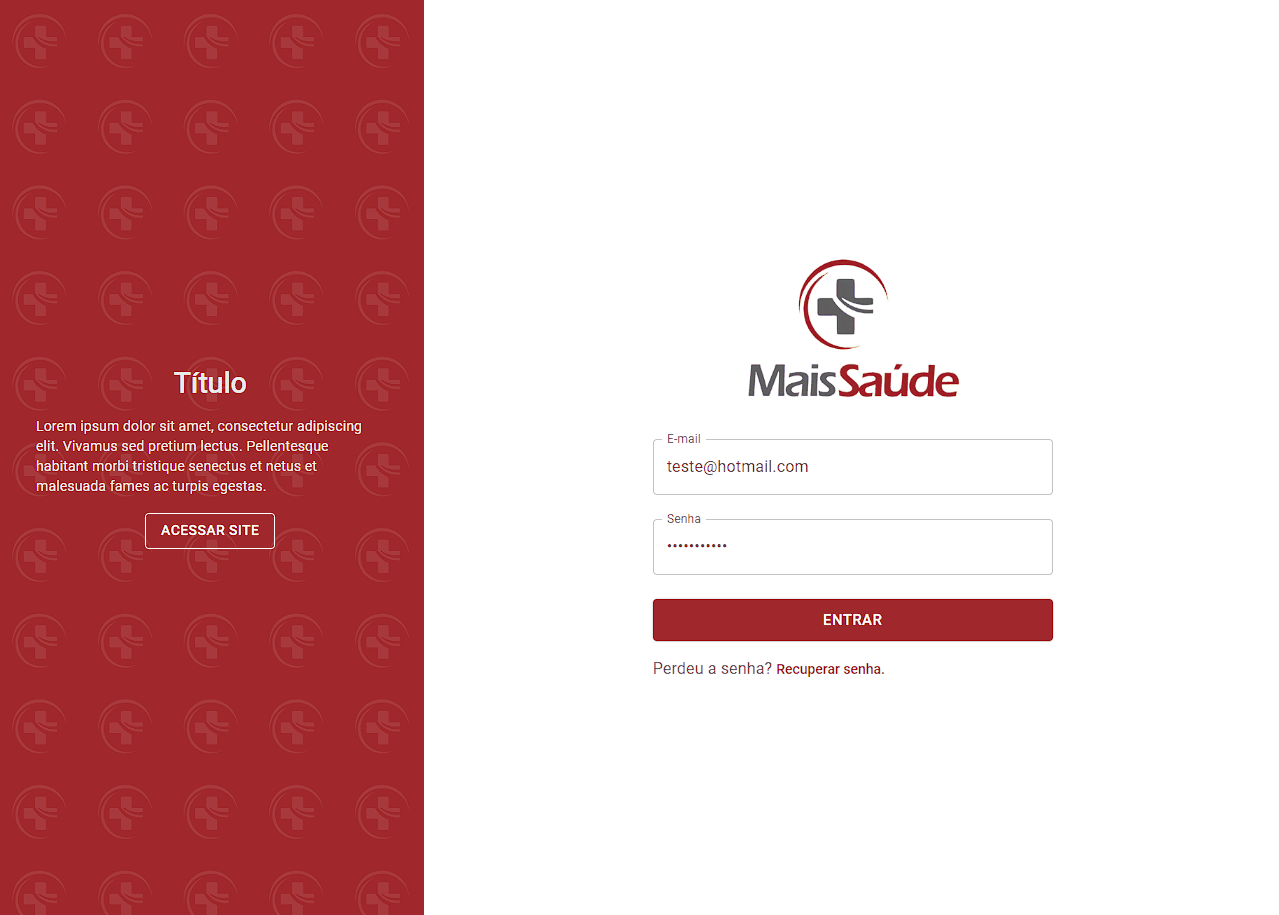 Título
Lorem ipsum dolor sit amet, consectetur adipiscing
elit. Vivamus sed pretium lectus. Pellentesque
habitant morbi tristique senectus et netus et
malesuada fames ac turpis egestas.
ACESSAR SITE
MaisSaúde
E-mail
teste@hotmail.com
Senha
•••••••••••
ENTRAR
Perdeu a senha? Recuperar senha.